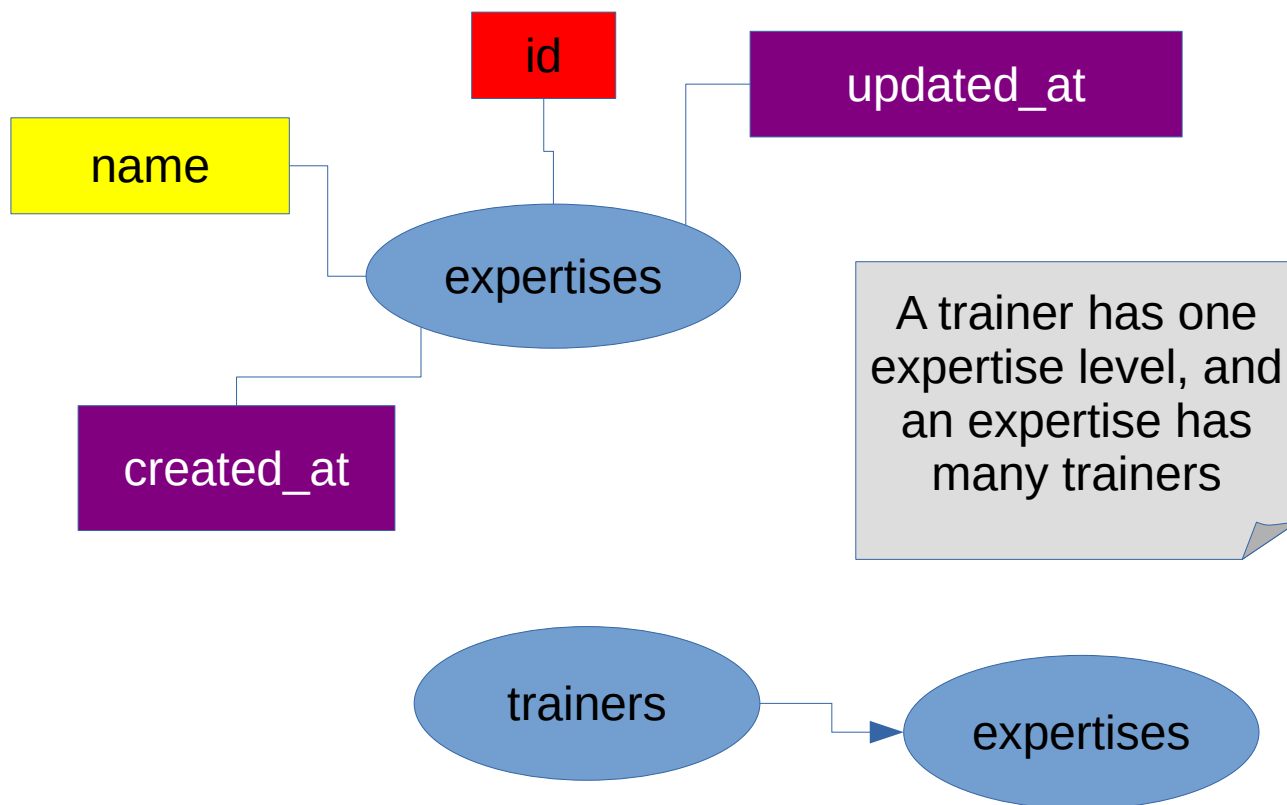 id
updated_at
name
expertises
A trainer has one
expertise level, and
an expertise has
many trainers
created_at
trainers
expertises